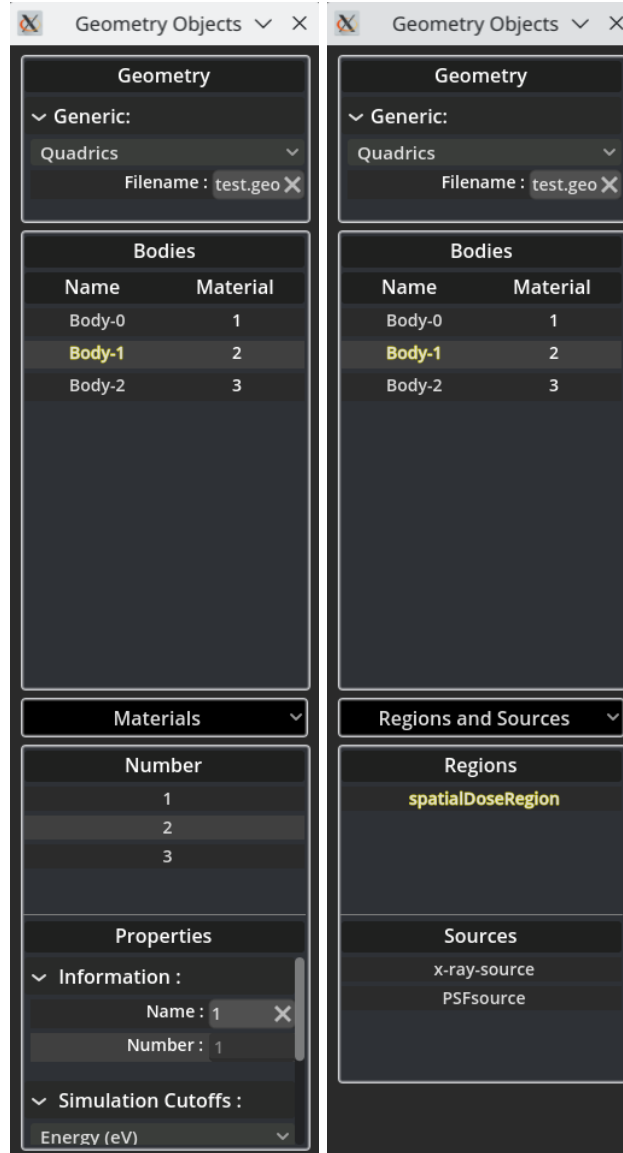 Geometry Objects
Geometry
Generic:
Quadrics
Filename : test.geo
Bodies
Name Material
Body-0 1
Body-1 2
Body-2 3
Materials
Number
1
2
3
Properties
Information :
Name : 1
Number : 1
Simulation Cutoffs :
Energy (eV)
Geometry Objects
Geometry
Generic:
Quadrics
Filename : test.geo
Bodies
Name Material
Body-0 1
Body-1 2
Body-2 3
Regions and Sources
Regions
spatialDoseRegion
Sources
x-ray-source
PSFsource